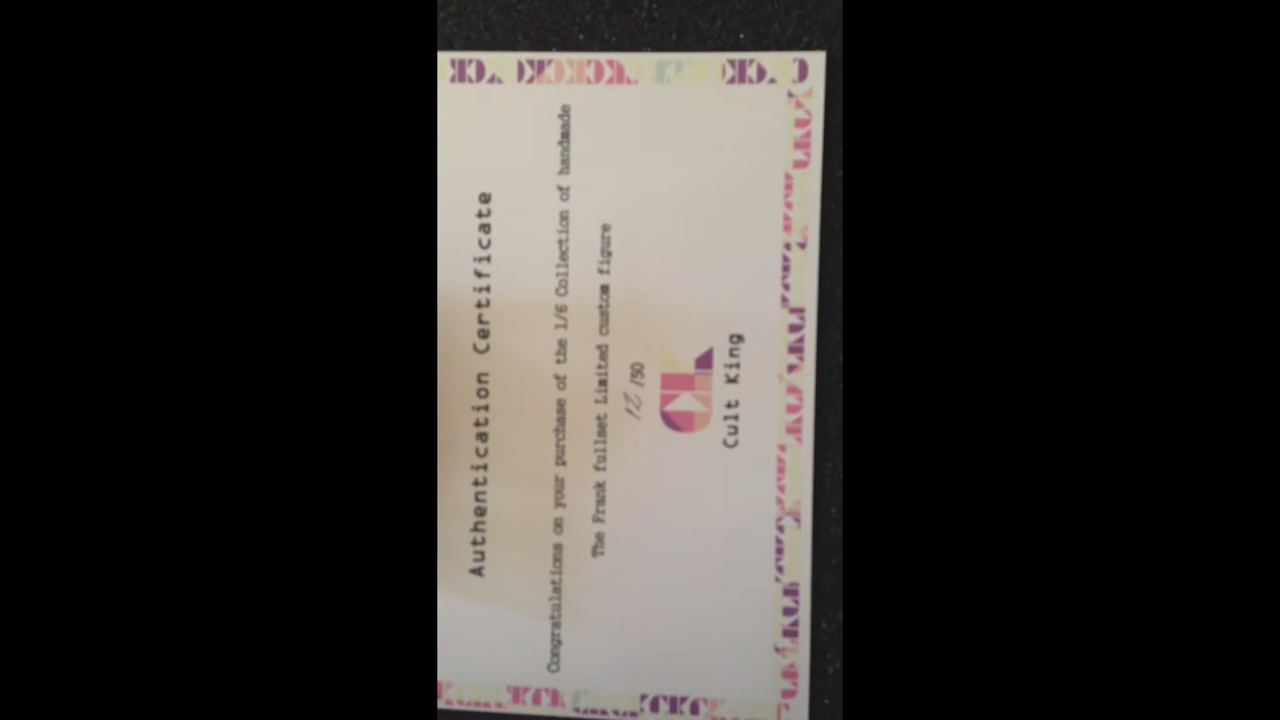 Authentication Certificate
Congratulations on your purchase of the 1/6 Collection of handmade
The Frank fullset Limited custom figure
12 /50
Cult King